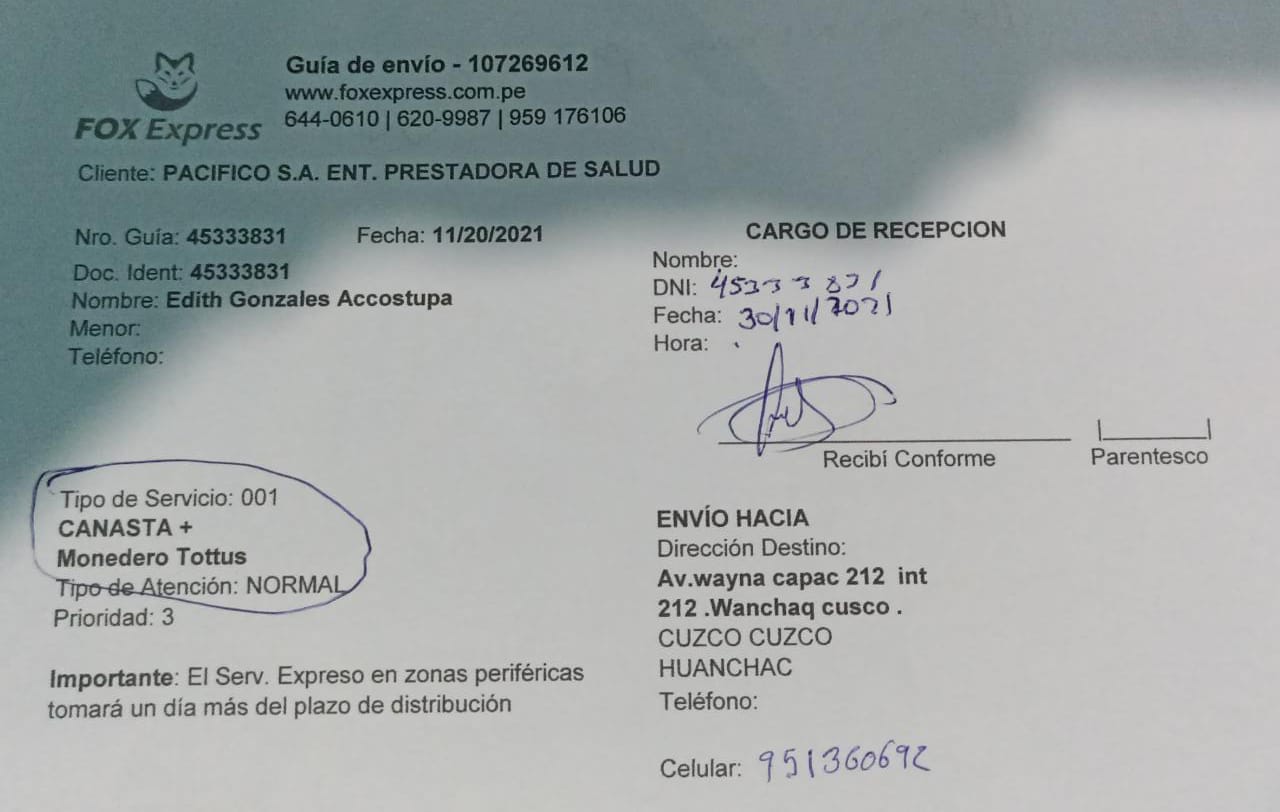 FOX Express
Guía de envío - 107269612
www.foxexpress.com.pe
644-0610 | 620-9987 | 959 176106
Cliente: PACIFICO S.A. ENT. PRESTADORA DE SALUD
Nro. Guía: 45333831 Fecha: 11/20/2021
Doc. Ident: 45333831
Nombre: Edith Gonzales Accostupa
Menor:
Teléfono:
CARGO DE RECEPCION
Nombre:
DNI: 45333831
Fecha: 30/11/2021
Hora:
Recibí Conforme
Parentesco
Tipo de Servicio: 001
CANASTA +
Monedero Tottus
Tipo de Atención: NORMAL
Prioridad: 3
Importante: El Serv. Expreso en zonas periféricas
tomará un día más del plazo de distribución
ENVÍO HACIA
Dirección Destino:
Av.wayna capac 212 int
212 .Wanchaq cusco .
CUZCO CUZCO
HUANCHAC
Teléfono:
Celular: 951360692